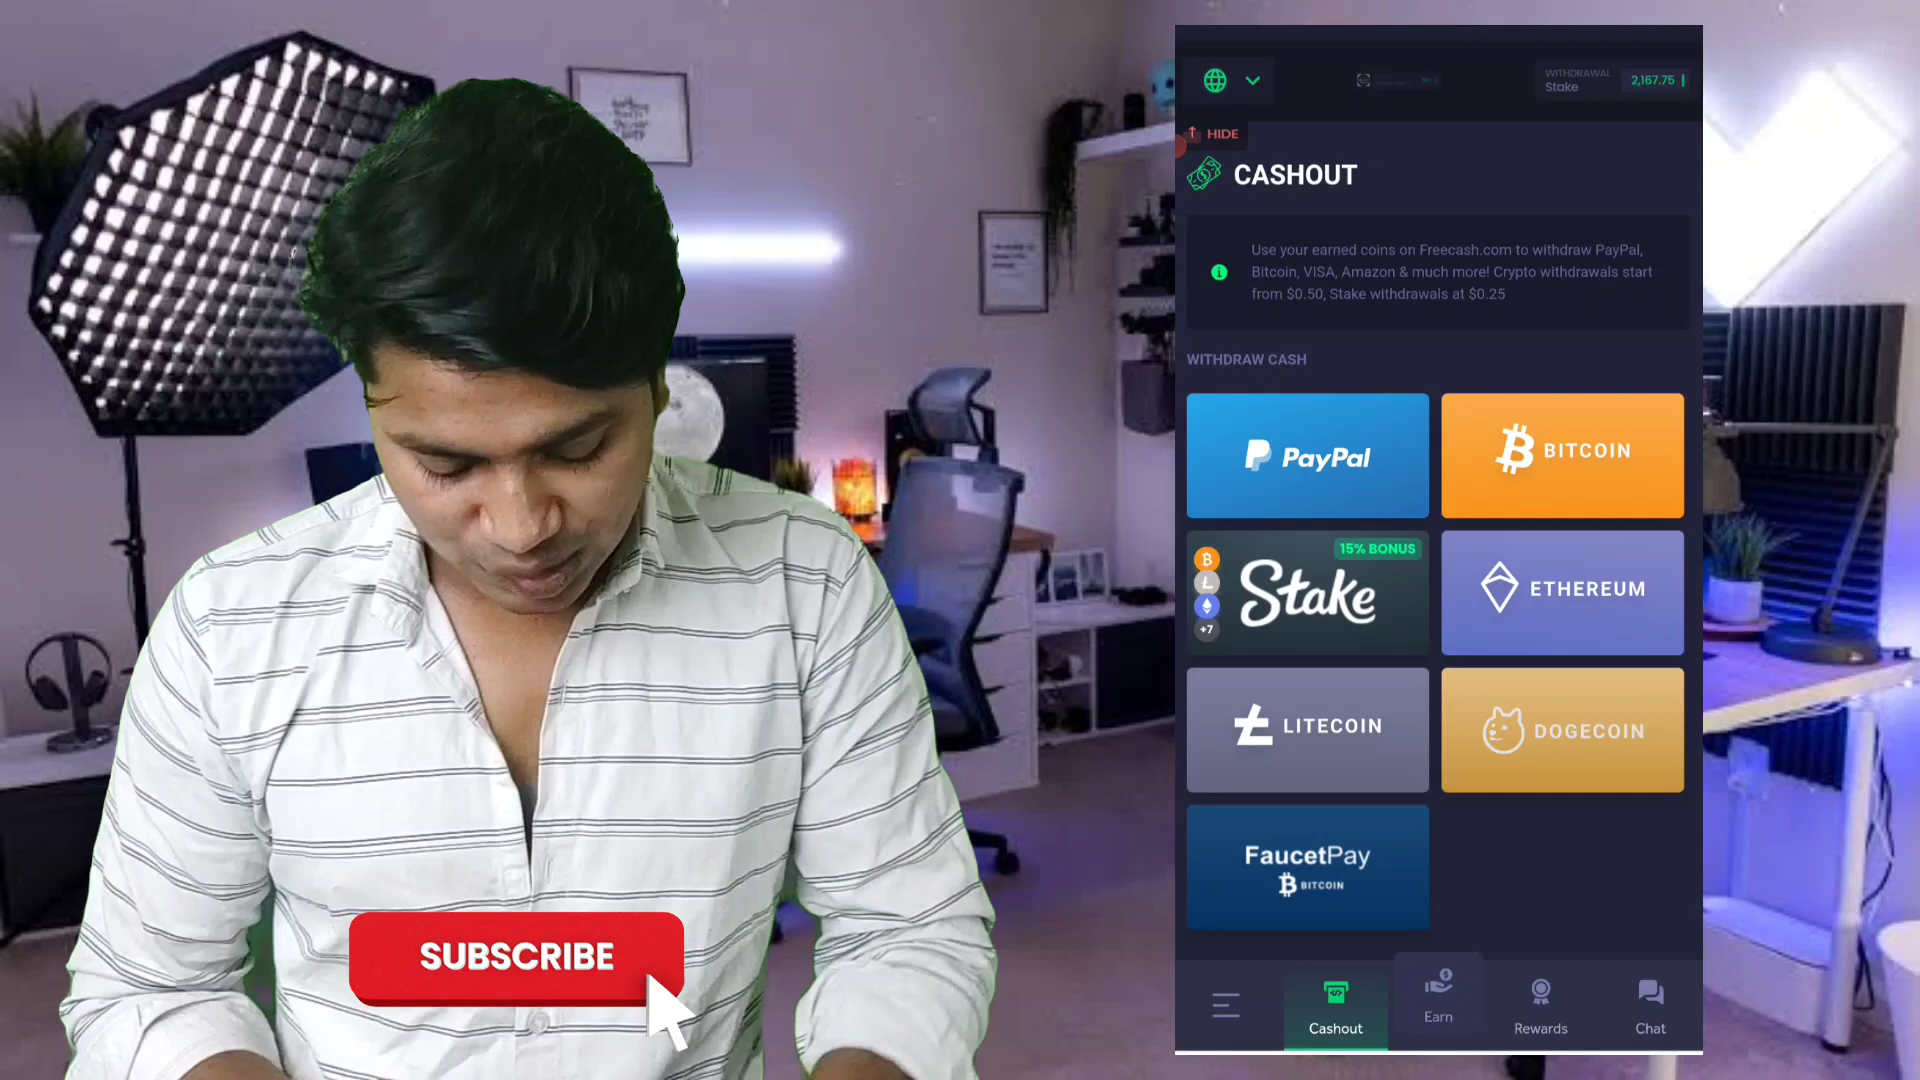 WITHDRAWAL
Stake
2,167.75
HIDE
CASHOUT
Use your earned coins on Freecash.com to withdraw PayPal,
Bitcoin, VISA, Amazon & much more! Crypto withdrawals start
from $0.50, Stake withdrawals at $0.25
WITHDRAW CASH
PayPal
BITCOIN
15% BONUS
Stake
+7
ETHEREUM
LITECOIN
DOGECOIN
FaucetPay
BITCOIN
Cashout
Earn
Rewards
Chat
SUBSCRIBE